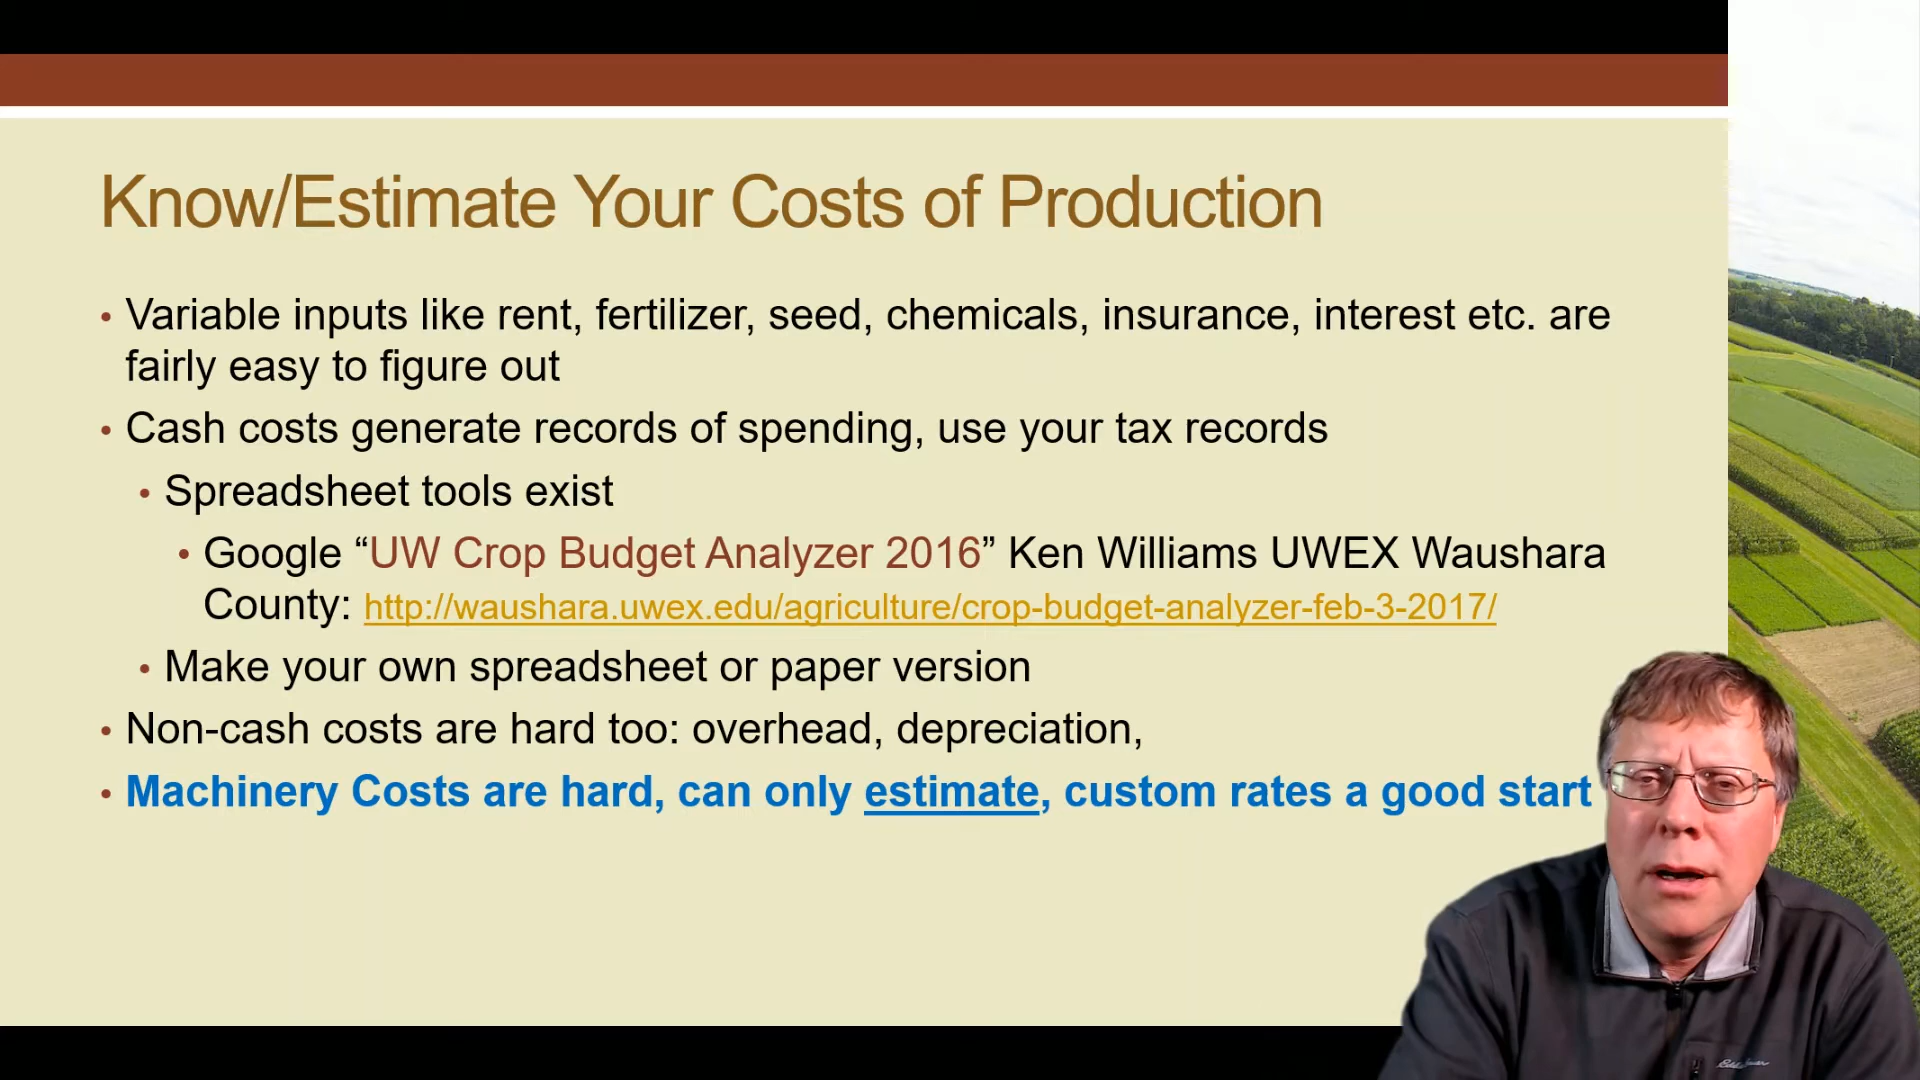 Know/Estimate Your Costs of Production
• Variable inputs like rent, fertilizer, seed, chemicals, insurance, interest etc. are
fairly easy to figure out
• Cash costs generate records of spending, use your tax records
• Spreadsheet tools exist
• Google “UW Crop Budget Analyzer 2016” Ken Williams UWEX Waushara
County: http://waushara.uwex.edu/agriculture/crop-budget-analyzer-feb-3-2017/
• Make your own spreadsheet or paper version
• Non-cash costs are hard too: overhead, depreciation,
• Machinery Costs are hard, can only estimate, custom rates a good start